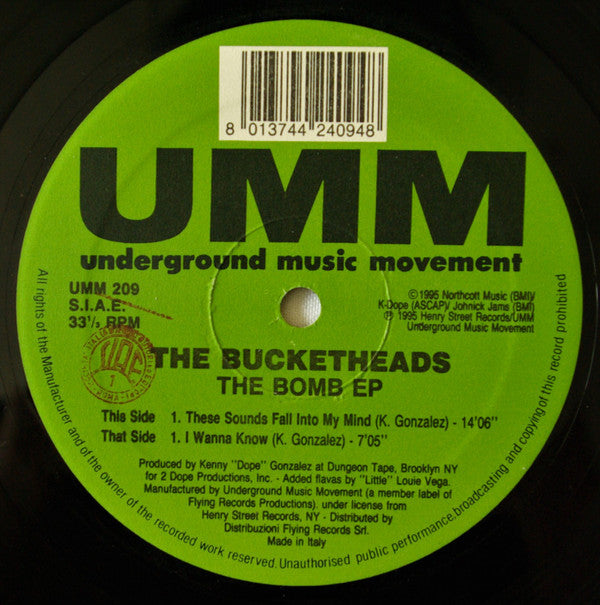 8 013744 240948
UMM
underground music movement
UMM 209
S.I.A.E.
33⅓ RPM
©1995 Northcott Music (BMI)/
K-Dope (ASCAP)/ Johnick Jams (BMI)
℗ 1995 Henry Street Records/UMM
Underground Music Movement
THE BUCKETHEADS
THE BOMB EP
This Side 1. These Sounds Fall Into My Mind (K. Gonzalez) - 14'06"
That Side 1. I Wanna Know (K. Gonzalez) - 7'05"
Produced by Kenny "Dope" Gonzalez at Dungeon Tape, Brooklyn NY
for 2 Dope Productions, Inc. - Added flavas by "Little" Louie Vega.
Manufactured by Underground Music Movement (a member label of
Flying Records Productions). under license from
Henry Street Records, NY - Distributed by
Distribuzioni Flying Records Srl.
Made in Italy
All rights of the Manufacturer and of the owner of the recorded work reserved. Unauthorised public performance.broadcasting and copying of this record prohibited